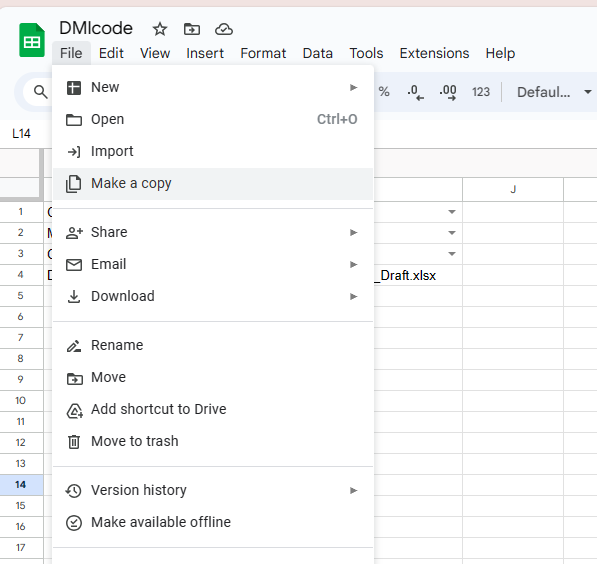 DMIcode
File Edit View Insert Format Data Tools Extensions Help
% .0 .00 123 Defaul...
L14
New
Open Ctrl+O
Import
Make a copy
Share
Email
Download
Rename
Move
Add shortcut to Drive
Move to trash
Version history
Make available offline
J
1
2
3
4 _Draft.xlsx
5
6
7
8
9
10
11
12
13
14
15
16
17